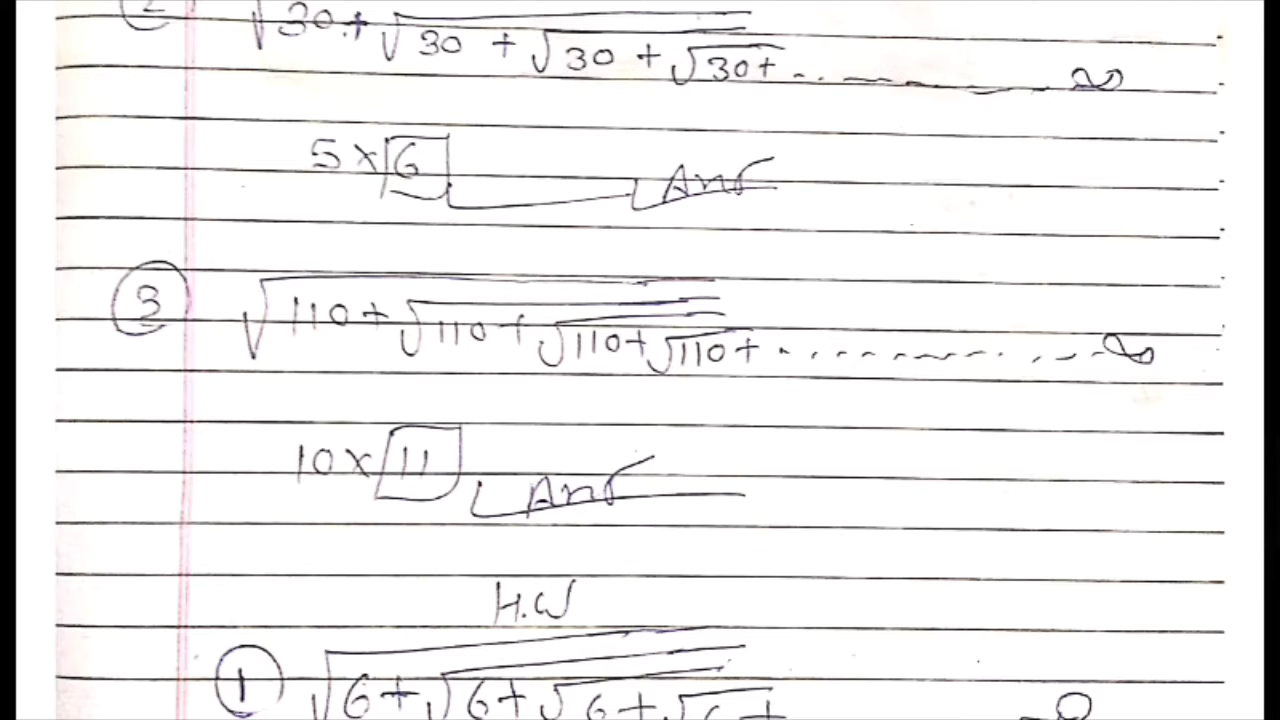 2 √30+√30+√30+√30+........∞
5×6 Ans
3 √110+√110+√110+√110+.............∞
10×11 Ans
H.W
1 √6+√6+√6+√6+ ∞